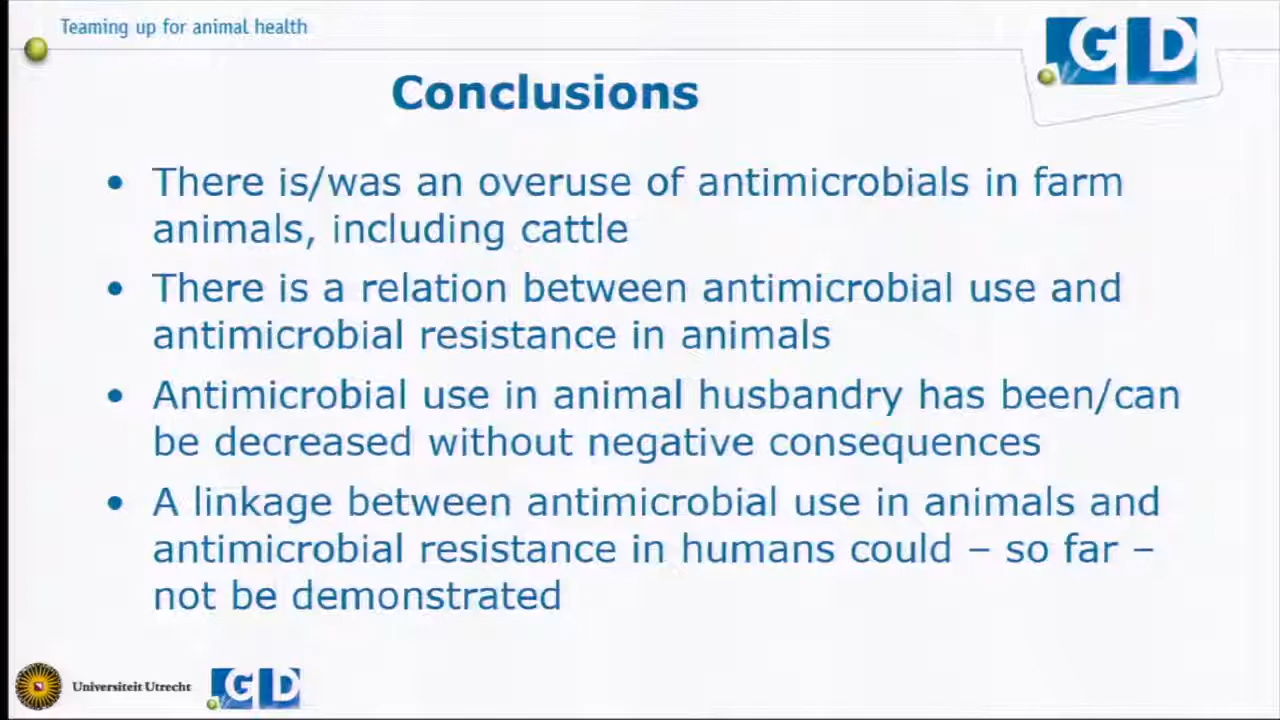 Teaming up for animal health
GD
Conclusions
• There is/was an overuse of antimicrobials in farm
animals, including cattle
• There is a relation between antimicrobial use and
antimicrobial resistance in animals
• Antimicrobial use in animal husbandry has been/can
be decreased without negative consequences
• A linkage between antimicrobial use in animals and
antimicrobial resistance in humans could – so far –
not be demonstrated
Universiteit Utrecht
GD